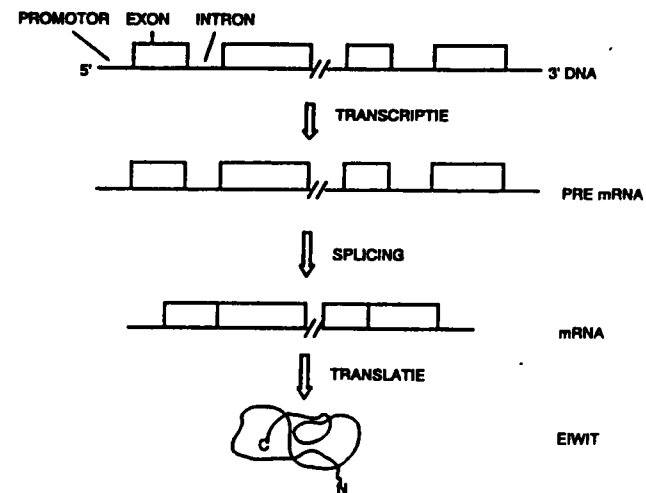 PROMOTOR EXON INTRON
5' 3' DNA
TRANSCRIPTIE
PRE mRNA
SPLICING
mRNA
TRANSLATIE
EIWIT
C
N